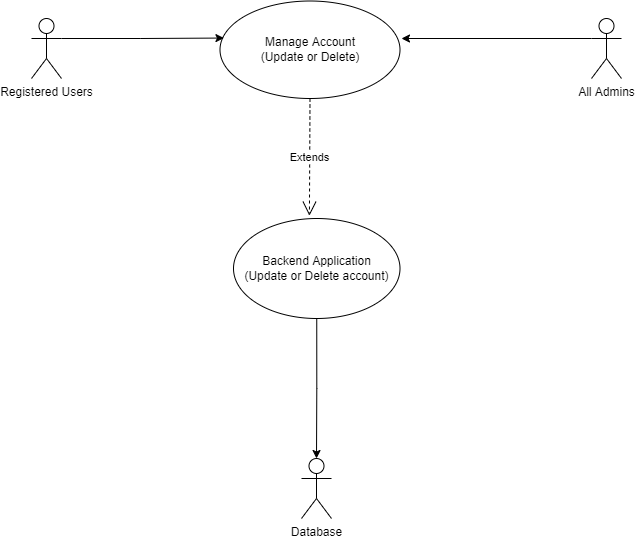 Manage Account
(Update or Delete)
Registered Users
All Admins
Extends
Backend Application
(Update or Delete account)
Database